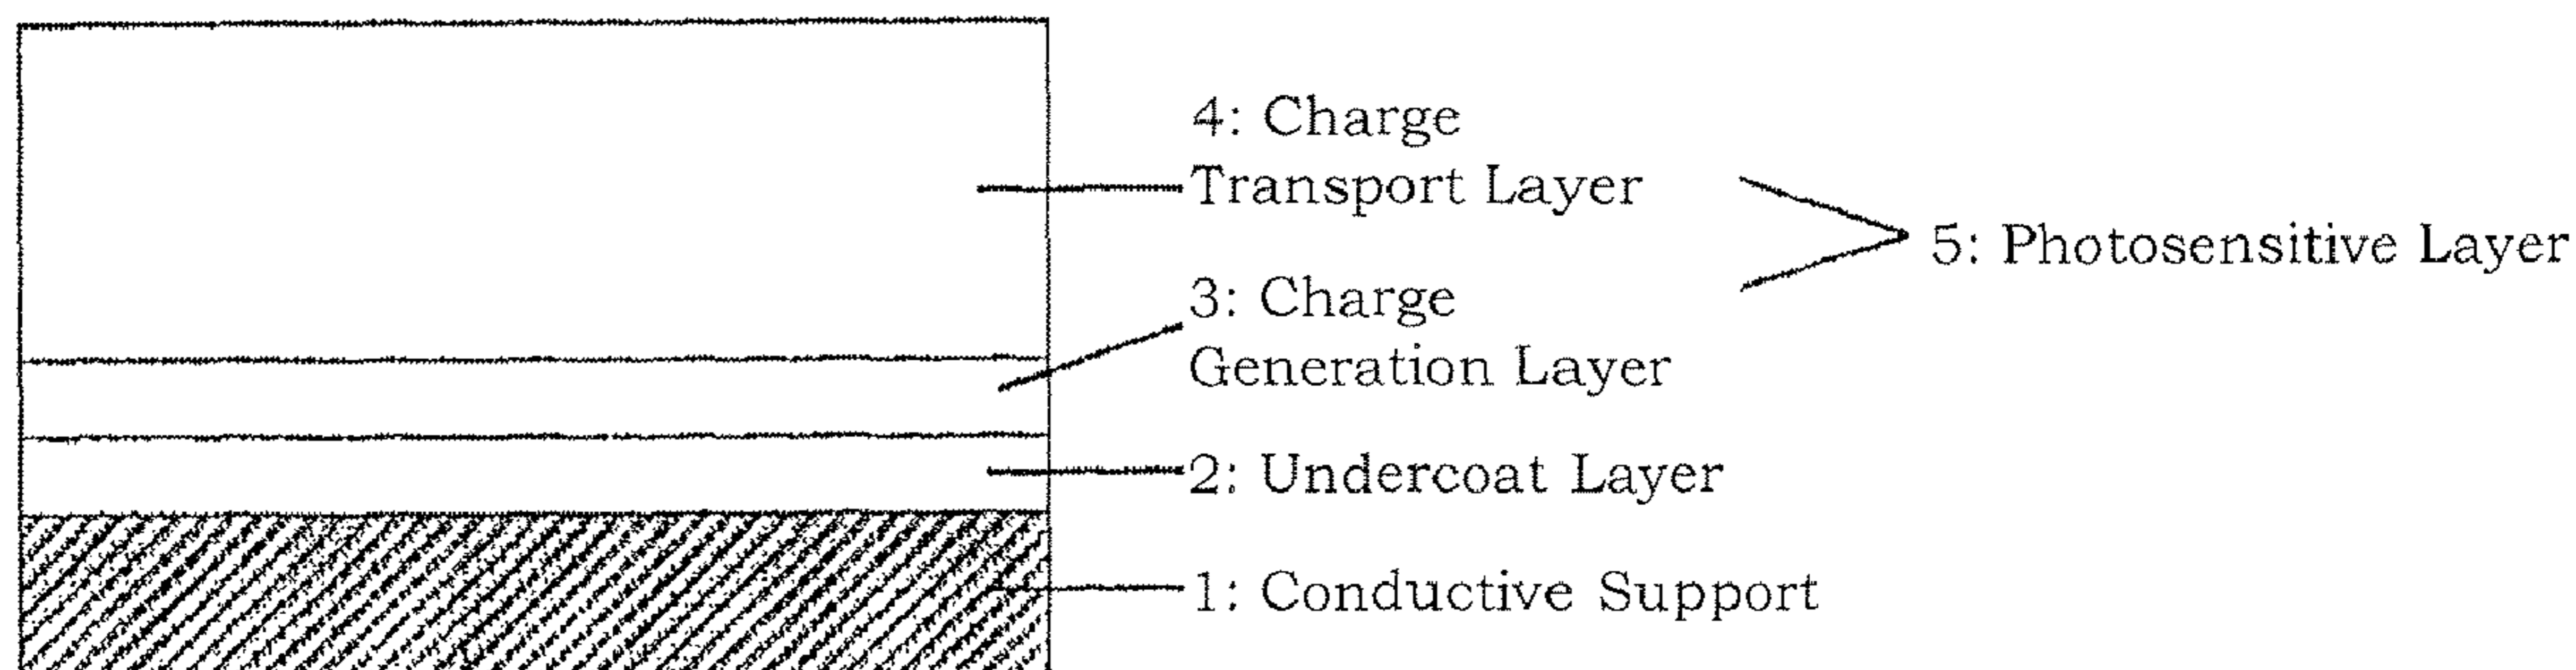 4: Charge
Transport Layer
5: Photosensitive Layer
3: Charge
Generation Layer
2: Undercoat Layer
1: Conductive Support